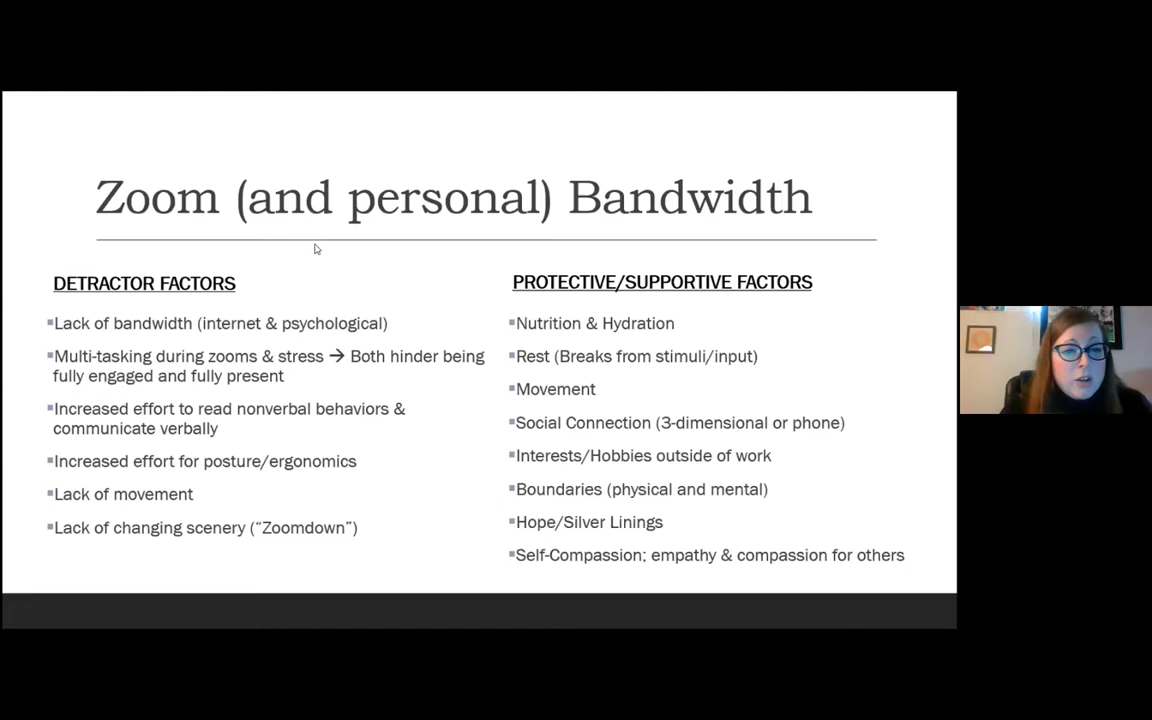 Zoom (and personal) Bandwidth
DETRACTOR FACTORS
▪Lack of bandwidth (internet & psychological)
▪Multi-tasking during zooms & stress → Both hinder being
fully engaged and fully present
▪Increased effort to read nonverbal behaviors &
communicate verbally
▪Increased effort for posture/ergonomics
▪Lack of movement
▪Lack of changing scenery (“Zoomdown”)
PROTECTIVE/SUPPORTIVE FACTORS
▪Nutrition & Hydration
▪Rest (Breaks from stimuli/input)
▪Movement
▪Social Connection (3-dimensional or phone)
▪Interests/Hobbies outside of work
▪Boundaries (physical and mental)
▪Hope/Silver Linings
▪Self-Compassion; empathy & compassion for others